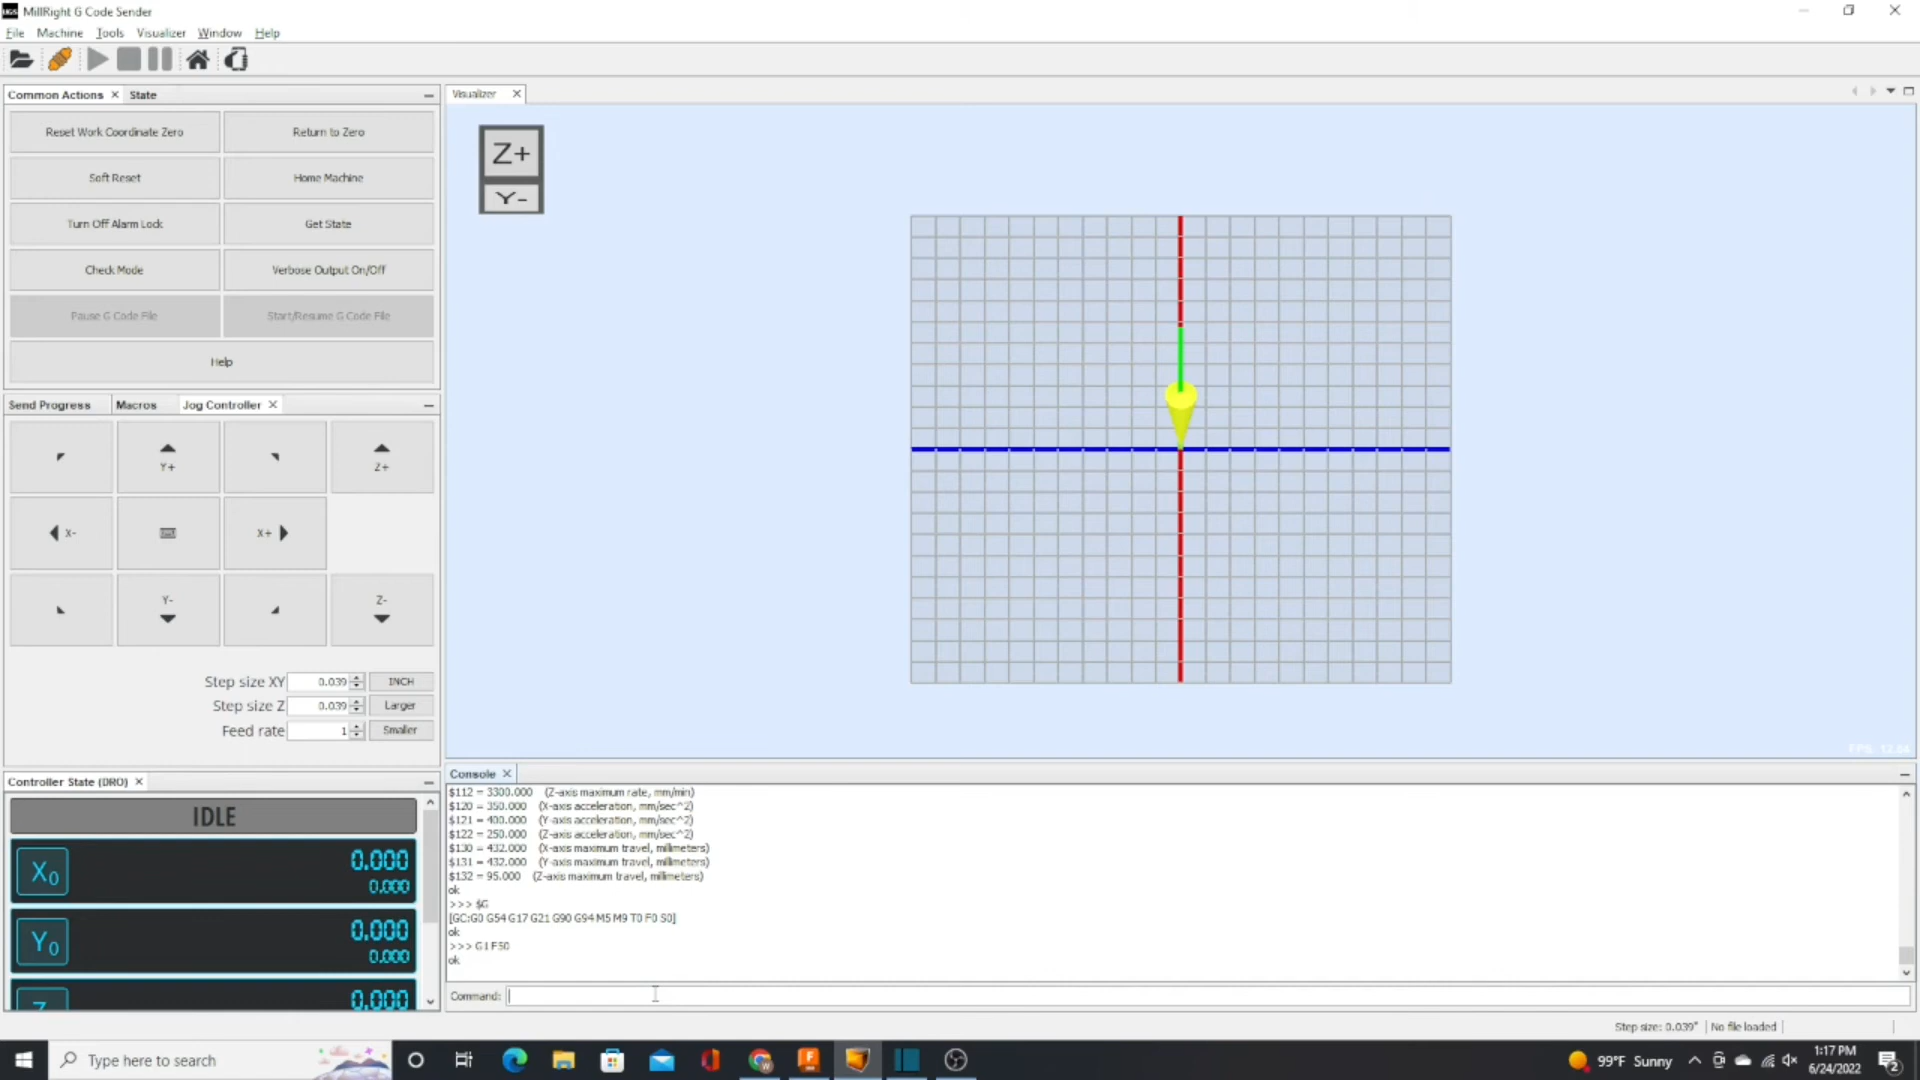 MillRight G Code Sender
File Machine Tools Visualizer Window Help
Common Actions State
Reset Work Coordinate Zero Return to Zero
Soft Reset Home Machine
Turn Off Alarm Lock Get State
Check Mode Verbose Output On/Off
Pause G Code File Start/Resume G Code File
Help
Send Progress Macros Jog Controller
Y+ Z+
X- X+
Y- Z-
Step size XY 0.039 INCH
Step size Z 0.039 Larger
Feed rate 1 Smaller
Controller State (DRO)
IDLE
X0 0.000
0.000
Y0 0.000
0.000
Z 0.000
Visualizer
Z+
Y-
FPS: 12.04
Console
$112 = 3300.000 (Z-axis maximum rate, mm/min)
$120 = 350.000 (X-axis acceleration, mm/sec^2)
$121 = 400.000 (Y-axis acceleration, mm/sec^2)
$122 = 250.000 (Z-axis acceleration, mm/sec^2)
$130 = 432.000 (X-axis maximum travel, millimeters)
$131 = 432.000 (Y-axis maximum travel, millimeters)
$132 = 95.000 (Z-axis maximum travel, millimeters)
ok
>>> $G
[GC:G0 G54 G17 G21 G90 G94 M5 M9 T0 F0 S0]
ok
>>> G1 F50
ok
Command:
Step size: 0.039" No file loaded
Type here to search
99°F Sunny
1:17 PM
6/24/2022
2